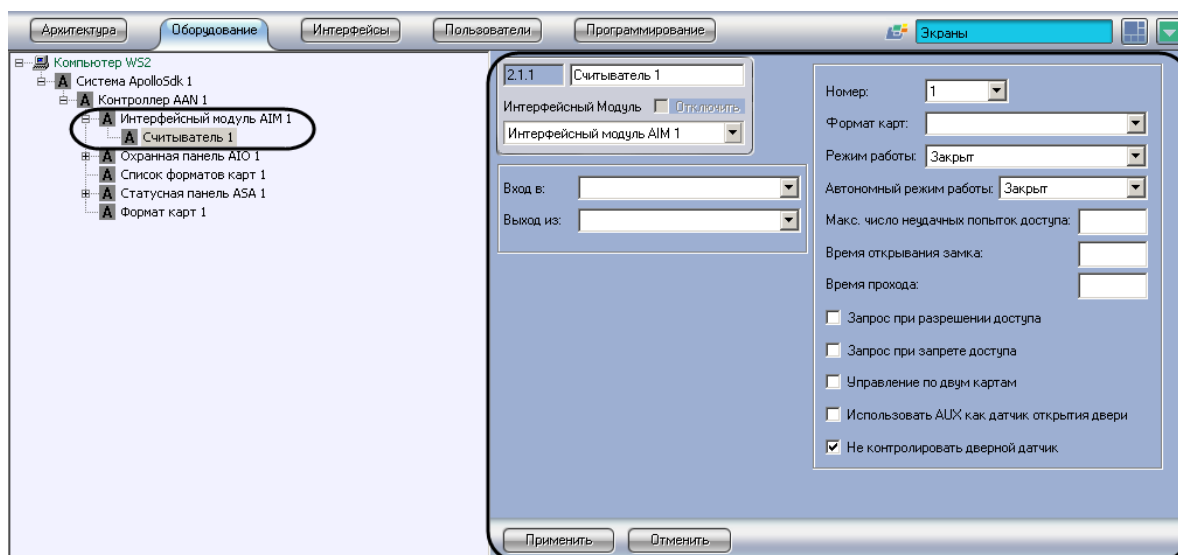 Архитектура Оборудование Интерфейсы Пользователи Программирование Экраны
Компьютер WS2
A Система ApolloSdk 1
A Контроллер AAN 1
A Интерфейсный модуль AIM 1
A Считыватель 1
A Охранная панель AIO 1
A Список форматов карт 1
A Статусная панель ASA 1
A Формат карт 1
2.1.1 Считыватель 1
Интерфейсный Модуль Отключить
Интерфейсный модуль AIM 1
Вход в:
Выход из:
Номер: 1
Формат карт:
Режим работы: Закрыт
Автономный режим работы: Закрыт
Макс. число неудачных попыток доступа:
Время открывания замка:
Время прохода:
Запрос при разрешении доступа
Запрос при запрете доступа
Управление по двум картам
Использовать AUX как датчик открытия двери
Не контролировать дверной датчик
Применить Отменить